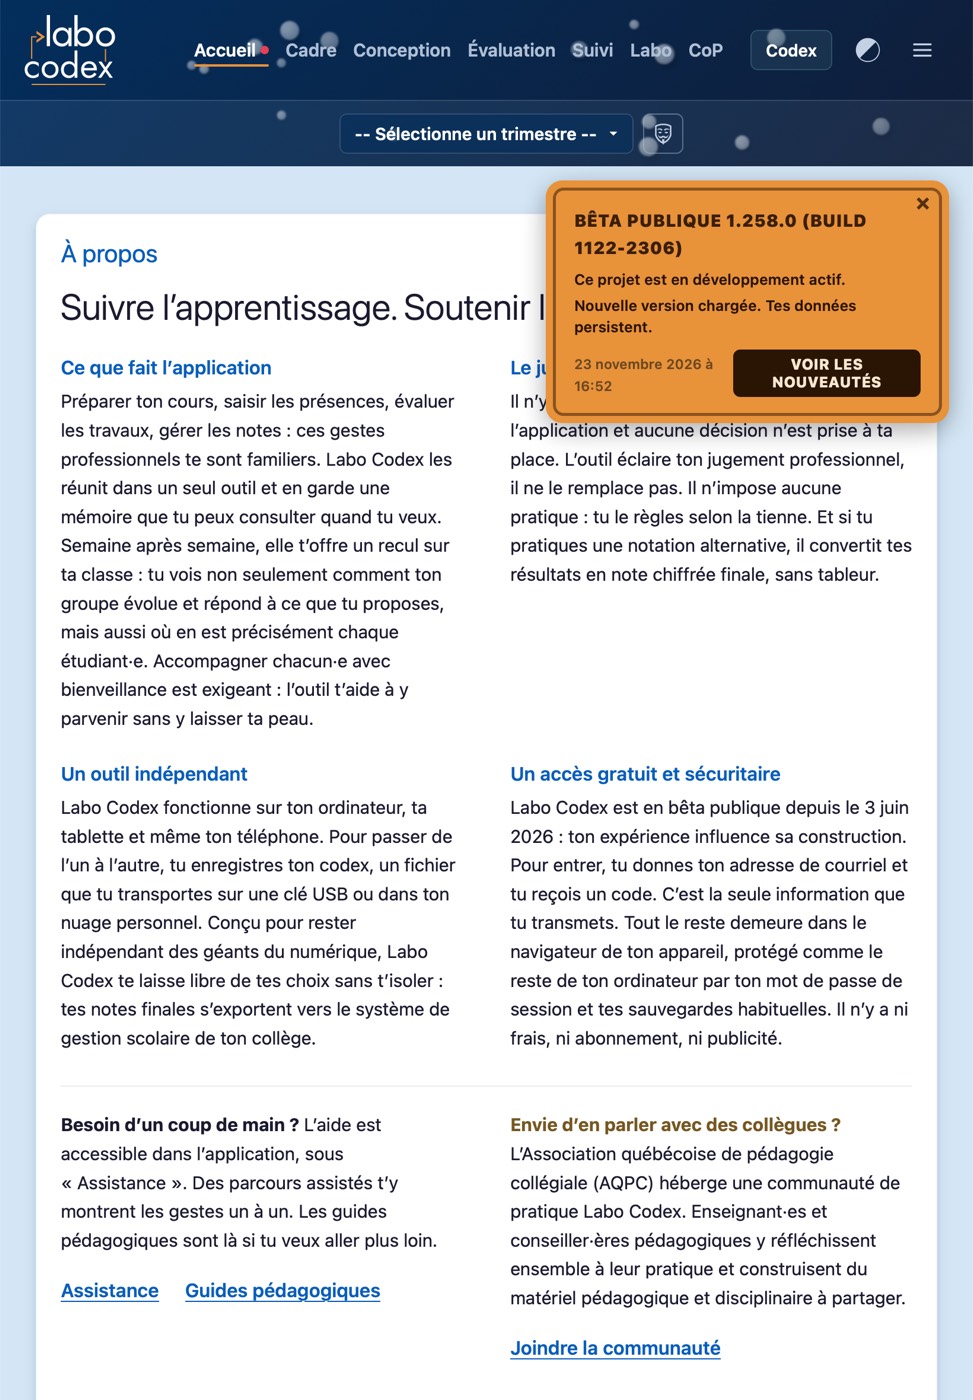 labo
codex
Accueil
Cadre
Conception
Évaluation
Suivi
Labo
CoP
Codex
-- Sélectionne un trimestre --
BÊTA PUBLIQUE 1.258.0 (BUILD
1122-2306)
Ce projet est en développement actif.
Nouvelle version chargée. Tes données
persistent.
23 novembre 2026 à
16:52
VOIR LES
NOUVEAUTÉS
À propos
Suivre l’apprentissage. Soutenir
Ce que fait l’application
Préparer ton cours, saisir les présences, évaluer
les travaux, gérer les notes : ces gestes
professionnels te sont familiers. Labo Codex les
réunit dans un seul outil et en garde une
mémoire que tu peux consulter quand tu veux.
Semaine après semaine, elle t’offre un recul sur
ta classe : tu vois non seulement comment ton
groupe évolue et répond à ce que tu proposes,
mais aussi où en est précisément chaque
étudiant·e. Accompagner chacun·e avec
bienveillance est exigeant : l’outil t’aide à y
parvenir sans y laisser ta peau.
Le
Il n’y
l’application et aucune décision n’est prise à ta
place. L’outil éclaire ton jugement professionnel,
il ne le remplace pas. Il n’impose aucune
pratique : tu le règles selon la tienne. Et si tu
pratiques une notation alternative, il convertit tes
résultats en note chiffrée finale, sans tableur.
Un outil indépendant
Labo Codex fonctionne sur ton ordinateur, ta
tablette et même ton téléphone. Pour passer de
l’un à l’autre, tu enregistres ton codex, un fichier
que tu transportes sur une clé USB ou dans ton
nuage personnel. Conçu pour rester
indépendant des géants du numérique, Labo
Codex te laisse libre de tes choix sans t’isoler :
tes notes finales s’exportent vers le système de
gestion scolaire de ton collège.
Un accès gratuit et sécuritaire
Labo Codex est en bêta publique depuis le 3 juin
2026 : ton expérience influence sa construction.
Pour entrer, tu donnes ton adresse de courriel et
tu reçois un code. C’est la seule information que
tu transmets. Tout le reste demeure dans le
navigateur de ton appareil, protégé comme le
reste de ton ordinateur par ton mot de passe de
session et tes sauvegardes habituelles. Il n’y a ni
frais, ni abonnement, ni publicité.
Besoin d’un coup de main ? L’aide est
accessible dans l’application, sous
« Assistance ». Des parcours assistés t’y
montrent les gestes un à un. Les guides
pédagogiques sont là si tu veux aller plus loin.
Assistance
Guides pédagogiques
Envie d’en parler avec des collègues ?
L’Association québécoise de pédagogie
collégiale (AQPC) héberge une communauté de
pratique Labo Codex. Enseignant·es et
conseiller·ères pédagogiques y réfléchissent
ensemble à leur pratique et construisent du
matériel pédagogique et disciplinaire à partager.
Joindre la communauté